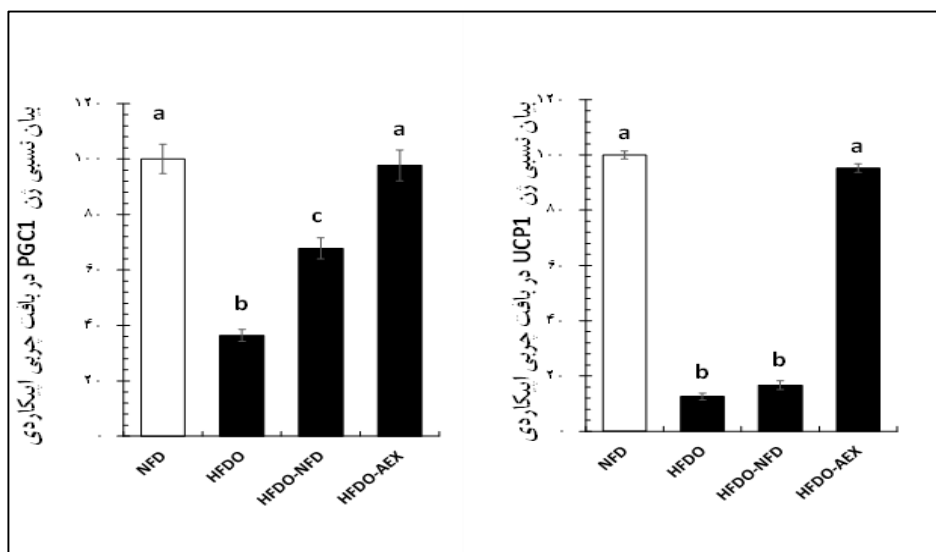 بیان نسبی ژن PGC1 در بافت چربی اپیکاردی
۱۲۰
۱۰۰
۸۰
۶۰
۴۰
۲۰
۰
a
b
c
a
NFD
HFDO
HFDO-NFD
HFDO-AEX
بیان نسبی ژن UCP1 در بافت چربی اپیکاردی
۱۲۰
۱۰۰
۸۰
۶۰
۴۰
۲۰
۰
a
b
b
a
NFD
HFDO
HFDO-NFD
HFDO-AEX